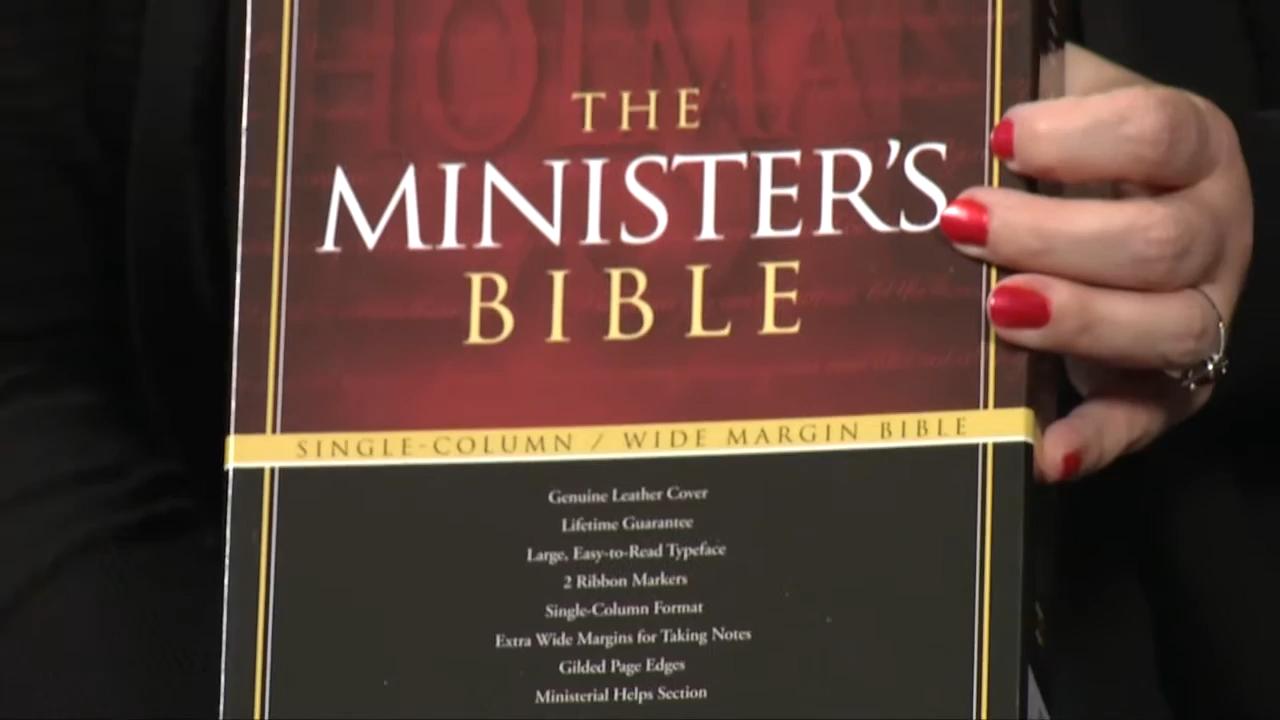 HOLMAN
THE
MINISTER'S
BIBLE
SINGLE-COLUMN / WIDE MARGIN BIBLE
Genuine Leather Cover
Lifetime Guarantee
Large, Easy-to-Read Typeface
2 Ribbon Markers
Single-Column Format
Extra Wide Margins for Taking Notes
Gilded Page Edges
Ministerial Helps Section